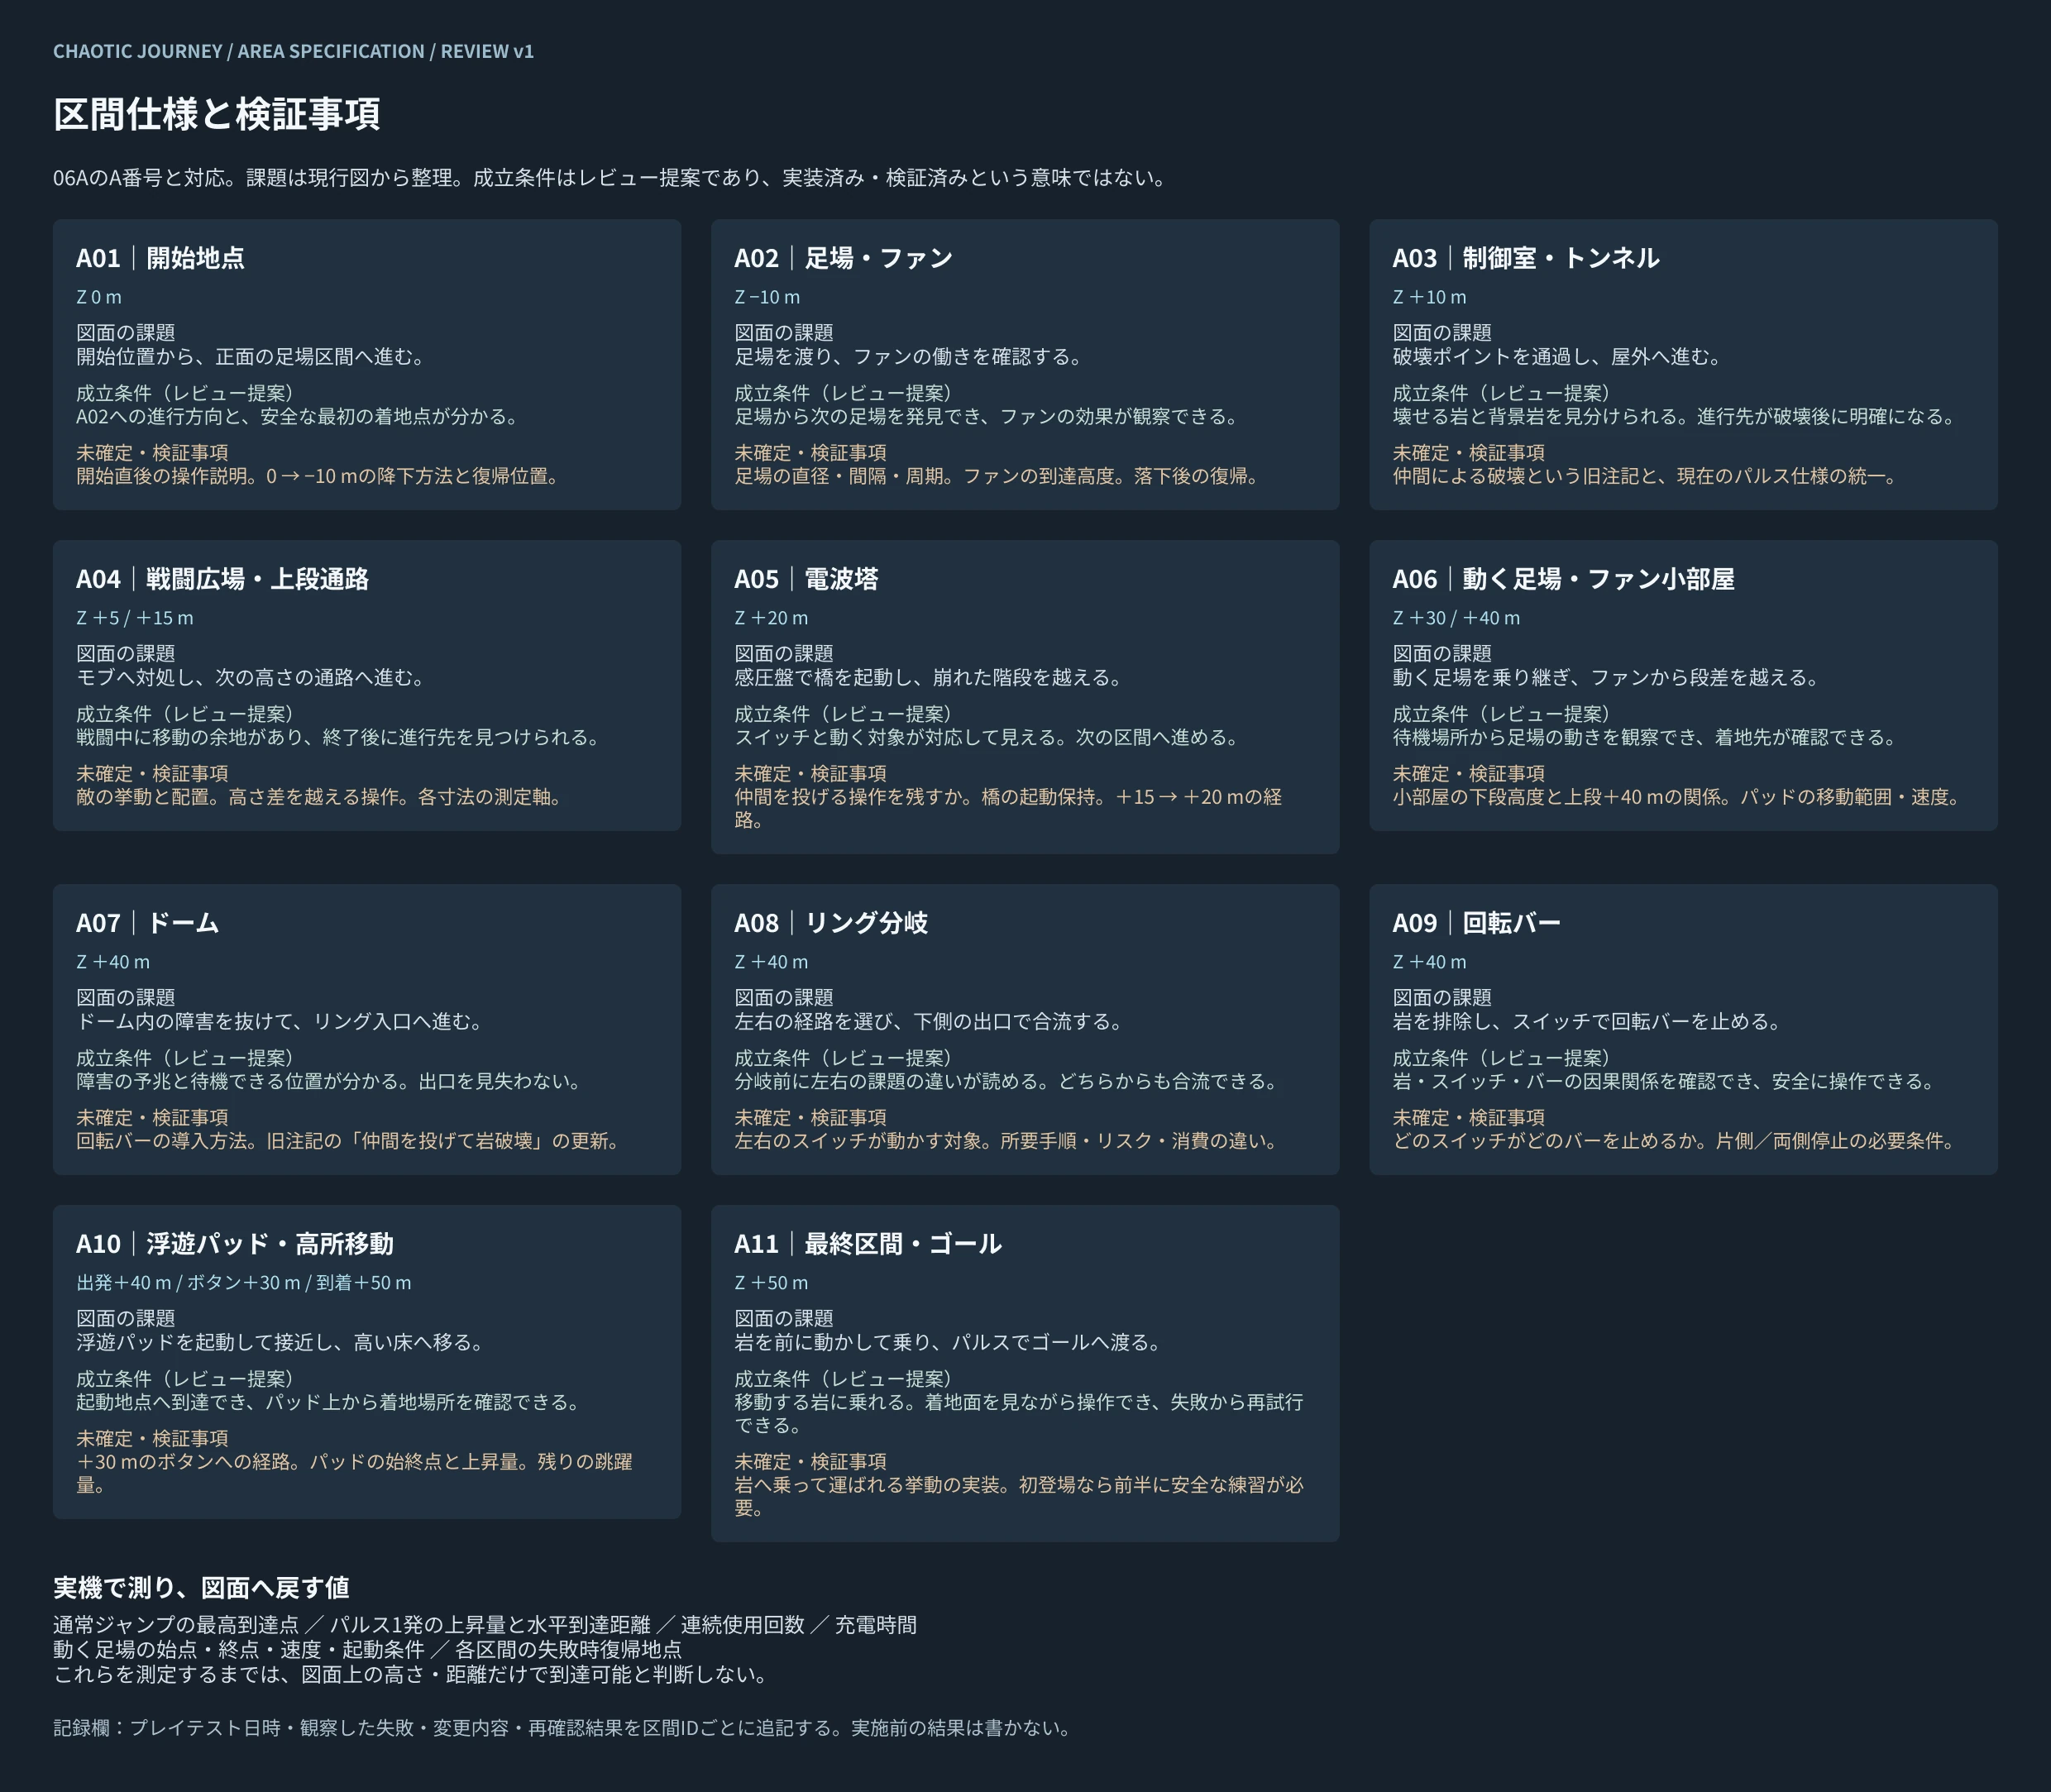 CHAOTIC JOURNEY / AREA SPECIFICATION / REVIEW v1
区間仕様と検証事項
06AのA番号と対応。課題は現行図から整理。成立条件はレビュー提案であり、実装済み・検証済みという意味ではない。
A01｜開始地点
Z 0 m
図面の課題
開始位置から、正面の足場区間へ進む。
成立条件（レビュー提案）
A02への進行方向と、安全な最初の着地点が分かる。
未確定・検証事項
開始直後の操作説明。0 → −10 mの降下方法と復帰位置。
A02｜足場・ファン
Z −10 m
図面の課題
足場を渡り、ファンの働きを確認する。
成立条件（レビュー提案）
足場から次の足場を発見でき、ファンの効果が観察できる。
未確定・検証事項
足場の直径・間隔・周期。ファンの到達高度。落下後の復帰。
A03｜制御室・トンネル
Z ＋10 m
図面の課題
破壊ポイントを通過し、屋外へ進む。
成立条件（レビュー提案）
壊せる岩と背景岩を見分けられる。進行先が破壊後に明確になる。
未確定・検証事項
仲間による破壊という旧注記と、現在のパルス仕様の統一。
A04｜戦闘広場・上段通路
Z ＋5 / ＋15 m
図面の課題
モブへ対処し、次の高さの通路へ進む。
成立条件（レビュー提案）
戦闘中に移動の余地があり、終了後に進行先を見つけられる。
未確定・検証事項
敵の挙動と配置。高さ差を越える操作。各寸法の測定軸。
A05｜電波塔
Z ＋20 m
図面の課題
感圧盤で橋を起動し、崩れた階段を越える。
成立条件（レビュー提案）
スイッチと動く対象が対応して見える。次の区間へ進める。
未確定・検証事項
仲間を投げる操作を残すか。橋の起動保持。＋15 → ＋20 mの経
路。
A06｜動く足場・ファン小部屋
Z ＋30 / ＋40 m
図面の課題
動く足場を乗り継ぎ、ファンから段差を越える。
成立条件（レビュー提案）
待機場所から足場の動きを観察でき、着地先が確認できる。
未確定・検証事項
小部屋の下段高度と上段＋40 mの関係。パッドの移動範囲・速度。
A07｜ドーム
Z ＋40 m
図面の課題
ドーム内の障害を抜けて、リング入口へ進む。
成立条件（レビュー提案）
障害の予兆と待機できる位置が分かる。出口を見失わない。
未確定・検証事項
回転バーの導入方法。旧注記の「仲間を投げて岩破壊」の更新。
A08｜リング分岐
Z ＋40 m
図面の課題
左右の経路を選び、下側の出口で合流する。
成立条件（レビュー提案）
分岐前に左右の課題の違いが読める。どちらからも合流できる。
未確定・検証事項
左右のスイッチが動かす対象。所要手順・リスク・消費の違い。
A09｜回転バー
Z ＋40 m
図面の課題
岩を排除し、スイッチで回転バーを止める。
成立条件（レビュー提案）
岩・スイッチ・バーの因果関係を確認でき、安全に操作できる。
未確定・検証事項
どのスイッチがどのバーを止めるか。片側／両側停止の必要条件。
A10｜浮遊パッド・高所移動
出発＋40 m / ボタン＋30 m / 到着＋50 m
図面の課題
浮遊パッドを起動して接近し、高い床へ移る。
成立条件（レビュー提案）
起動地点へ到達でき、パッド上から着地場所を確認できる。
未確定・検証事項
＋30 mのボタンへの経路。パッドの始終点と上昇量。残りの跳躍
量。
A11｜最終区間・ゴール
Z ＋50 m
図面の課題
岩を前に動かして乗り、パルスでゴールへ渡る。
成立条件（レビュー提案）
移動する岩に乗れる。着地面を見ながら操作でき、失敗から再試行
できる。
未確定・検証事項
岩へ乗って運ばれる挙動の実装。初登場なら前半に安全な練習が必
要。
実機で測り、図面へ戻す値
通常ジャンプの最高到達点 ／ パルス1発の上昇量と水平到達距離 ／ 連続使用回数 ／ 充電時間
動く足場の始点・終点・速度・起動条件 ／ 各区間の失敗時復帰地点
これらを測定するまでは、図面上の高さ・距離だけで到達可能と判断しない。
記録欄：プレイテスト日時・観察した失敗・変更内容・再確認結果を区間IDごとに追記する。実施前の結果は書かない。